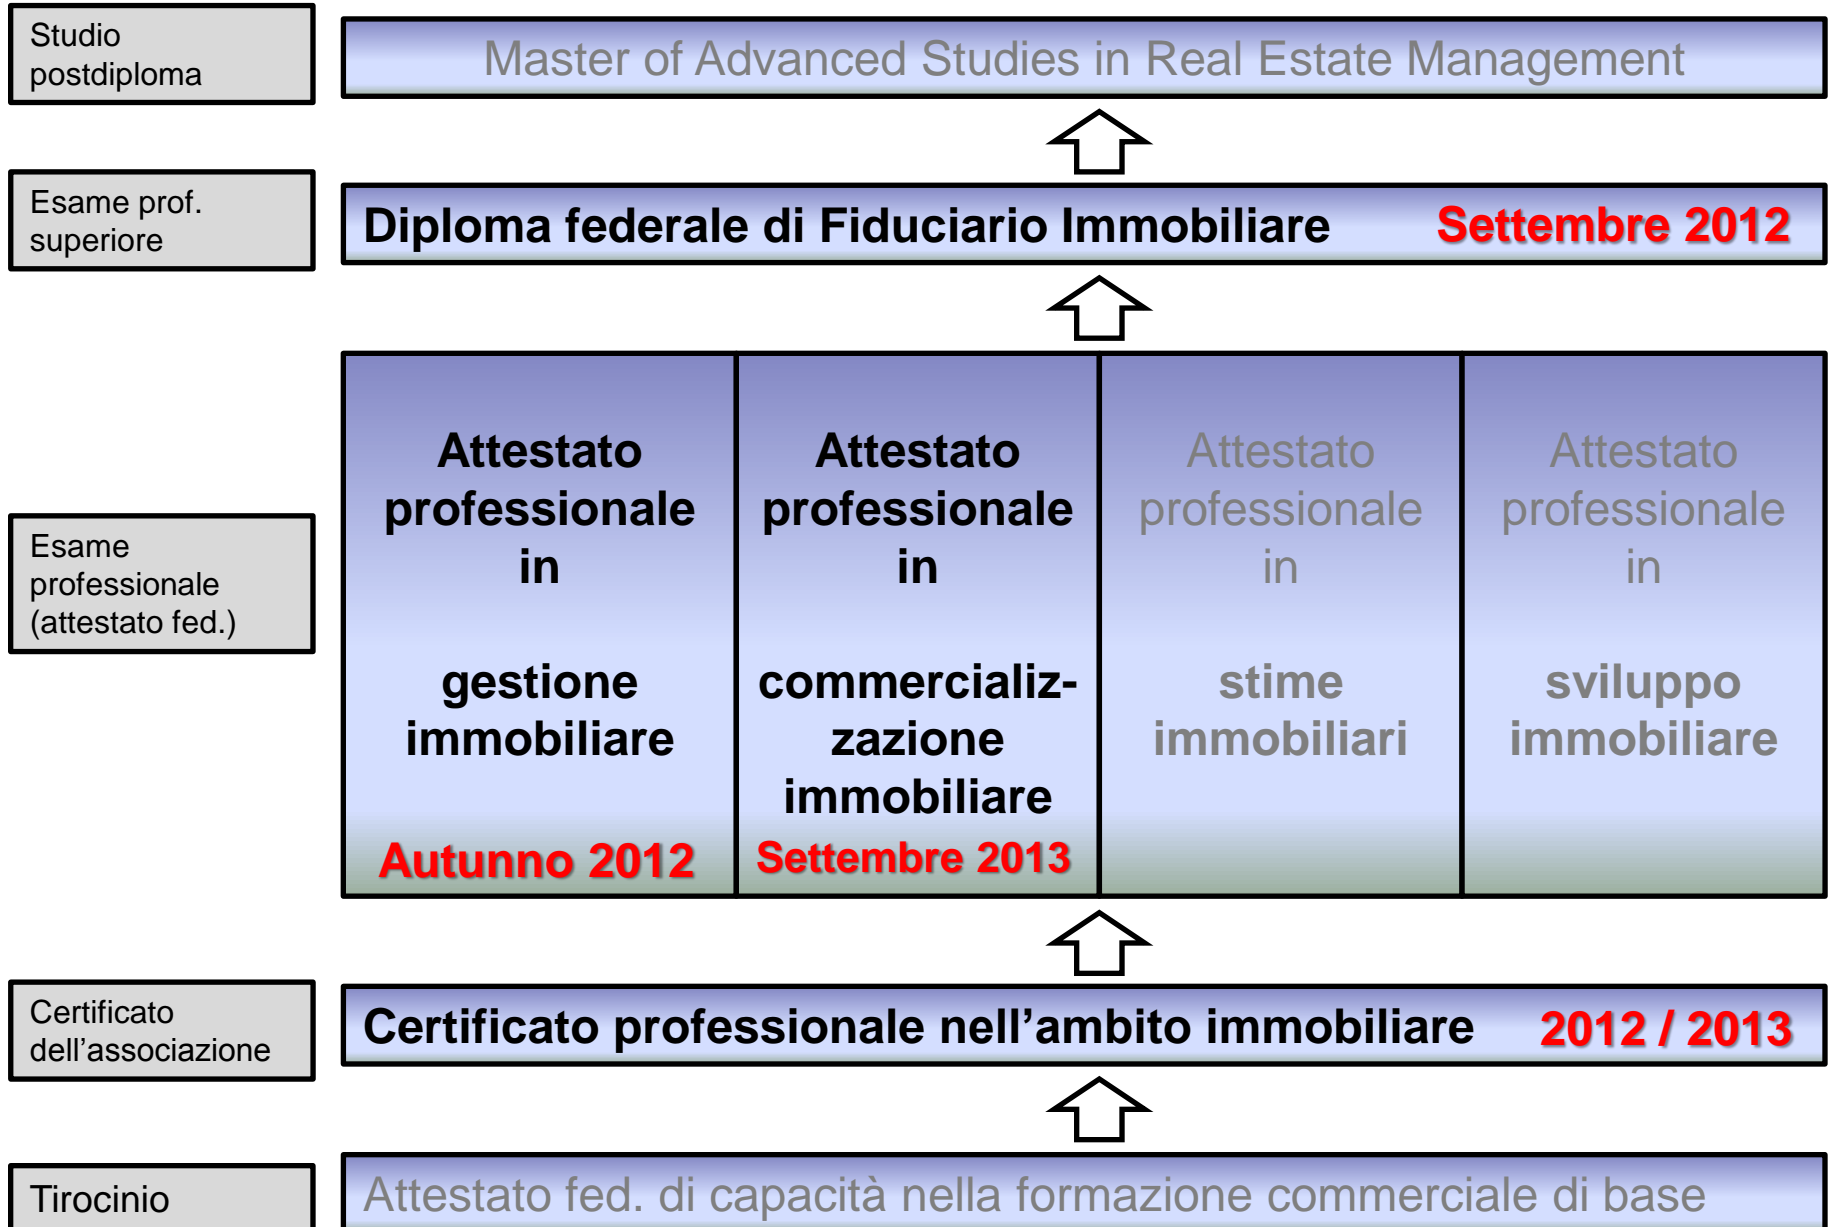 Studio
postdiploma
Master of Advanced Studies in Real Estate Management
Esame prof.
superiore
Diploma federale di Fiduciario Immobiliare Settembre 2012
Esame
professionale
(attestato fed.)
Attestato
professionale
in
gestione
immobiliare
Autunno 2012
Attestato
professionale
in
commercializ-
zazione
immobiliare
Settembre 2013
Attestato
professionale
in
stime
immobiliari
Attestato
professionale
in
sviluppo
immobiliare
Certificato
dell’associazione
Certificato professionale nell’ambito immobiliare 2012 / 2013
Tirocinio
Attestato fed. di capacità nella formazione commerciale di base